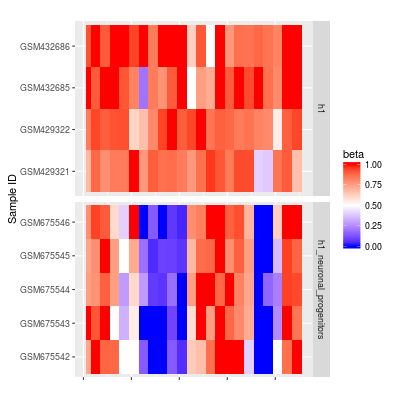 GSM432686
GSM432685
GSM429322
GSM429321
h1
GSM675546
GSM675545
GSM675544
GSM675543
GSM675542
h1_neuronal_progenitors
Sample ID
beta
1.00
0.75
0.50
0.25
0.00